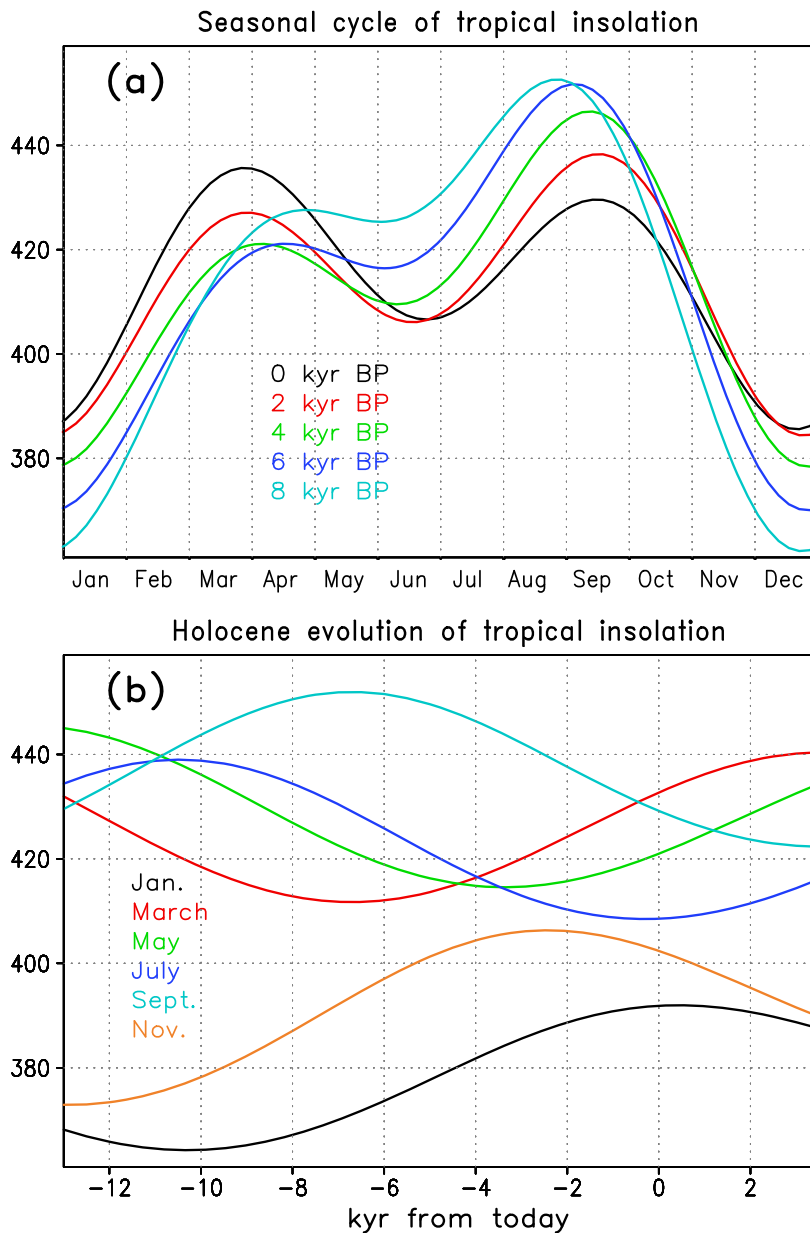 Seasonal cycle of tropical insolation
(a)
440
420
400
380
0 kyr BP
2 kyr BP
4 kyr BP
6 kyr BP
8 kyr BP
Jan Feb Mar Apr May Jun Jul Aug Sep Oct Nov Dec
Holocene evolution of tropical insolation
(b)
440
420
400
380
Jan.
March
May
July
Sept.
Nov.
-12 -10 -8 -6 -4 -2 0 2
kyr from today